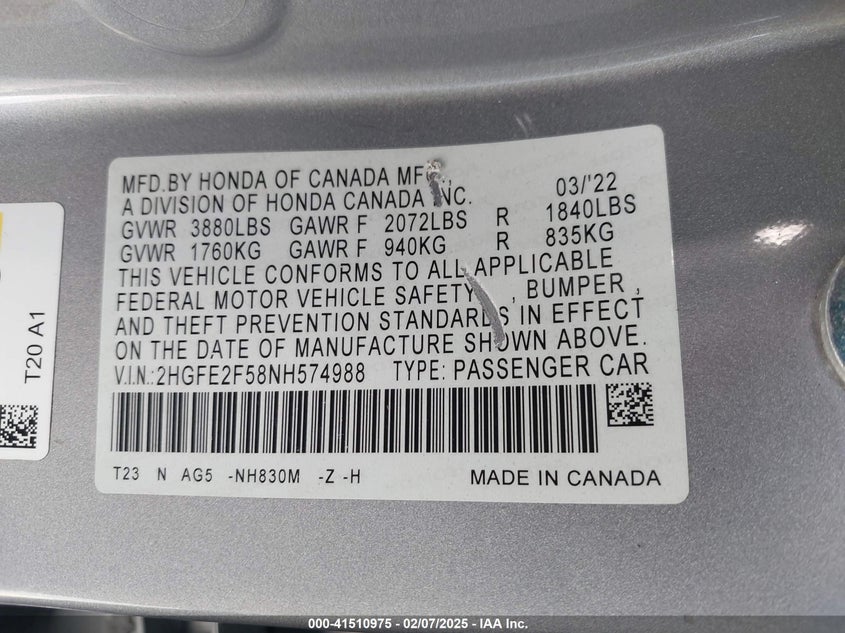 MFD.BY HONDA OF CANADA MFG., 03/'22
A DIVISION OF HONDA CANADA INC.
GVWR 3880LBS GAWR F 2072LBS R 1840LBS
GVWR 1760KG GAWR F 940KG R 835KG
THIS VEHICLE CONFORMS TO ALL APPLICABLE
FEDERAL MOTOR VEHICLE SAFETY , BUMPER ,
AND THEFT PREVENTION STANDARDS IN EFFECT
ON THE DATE OF MANUFACTURE SHOWN ABOVE.
V.I.N.:2HGFE2F58NH574988 TYPE: PASSENGER CAR
T23 N AG5 -NH830M -Z -H MADE IN CANADA
T20 A1
000-41510975 - 02/07/2025 - IAA Inc.